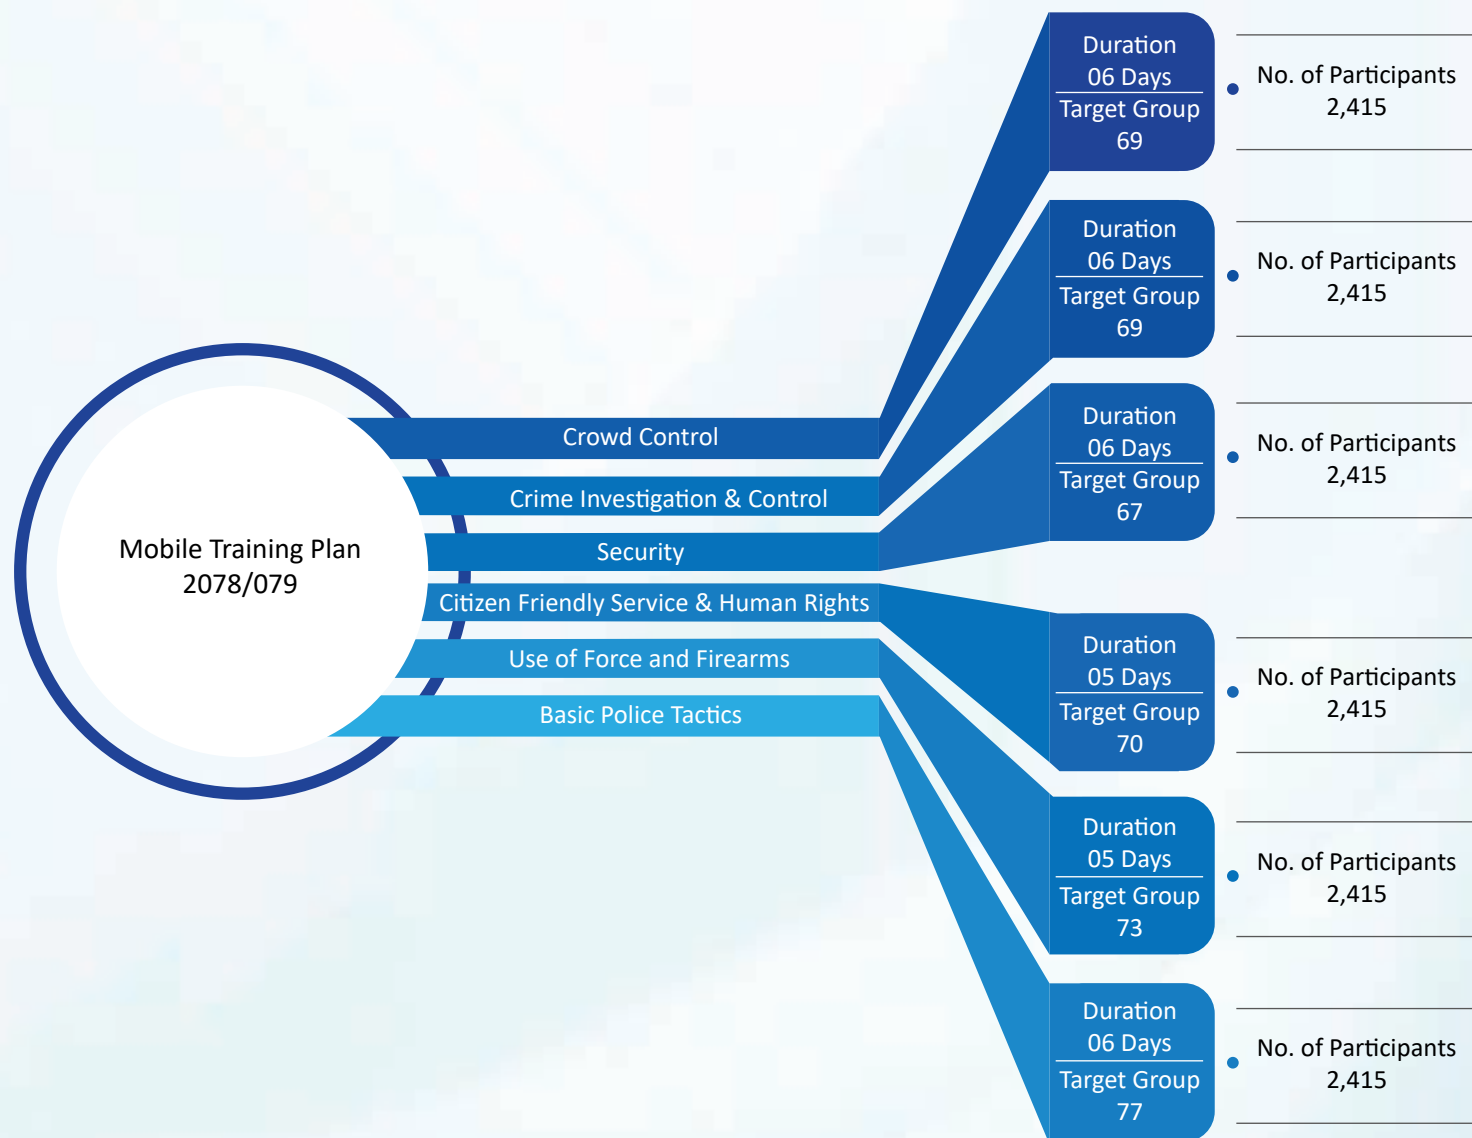 Mobile Training Plan
2078/079
Crowd Control
Crime Investigation & Control
Security
Citizen Friendly Service & Human Rights
Use of Force and Firearms
Basic Police Tactics
Duration
06 Days
Target Group
69
No. of Participants
2,415
Duration
06 Days
Target Group
69
No. of Participants
2,415
Duration
06 Days
Target Group
67
No. of Participants
2,415
Duration
05 Days
Target Group
70
No. of Participants
2,415
Duration
05 Days
Target Group
73
No. of Participants
2,415
Duration
06 Days
Target Group
77
No. of Participants
2,415